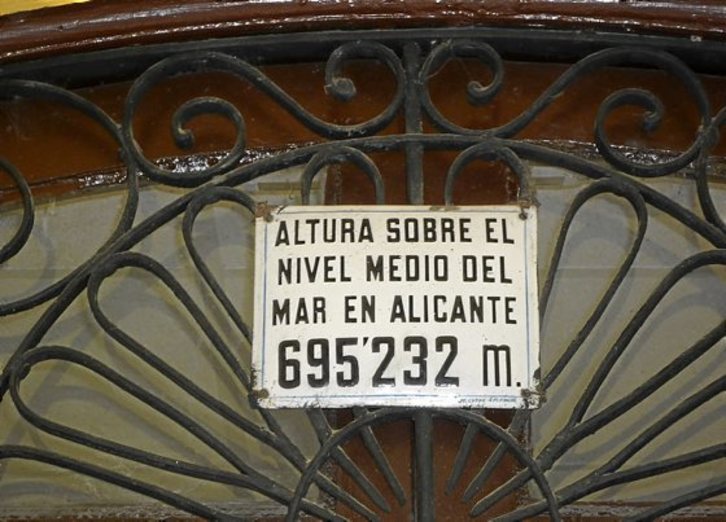 ALTURA SOBRE EL
NIVEL MEDIO DEL
MAR EN ALICANTE
695'232 m.